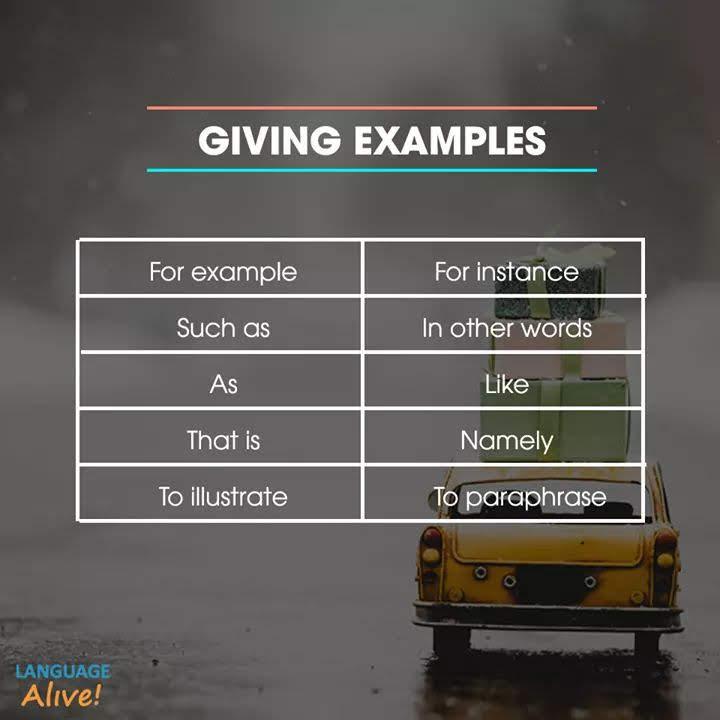 GIVING EXAMPLES
For example For instance
Such as In other words
As Like
That is Namely
To illustrate To paraphrase
LANGUAGE
Alive!